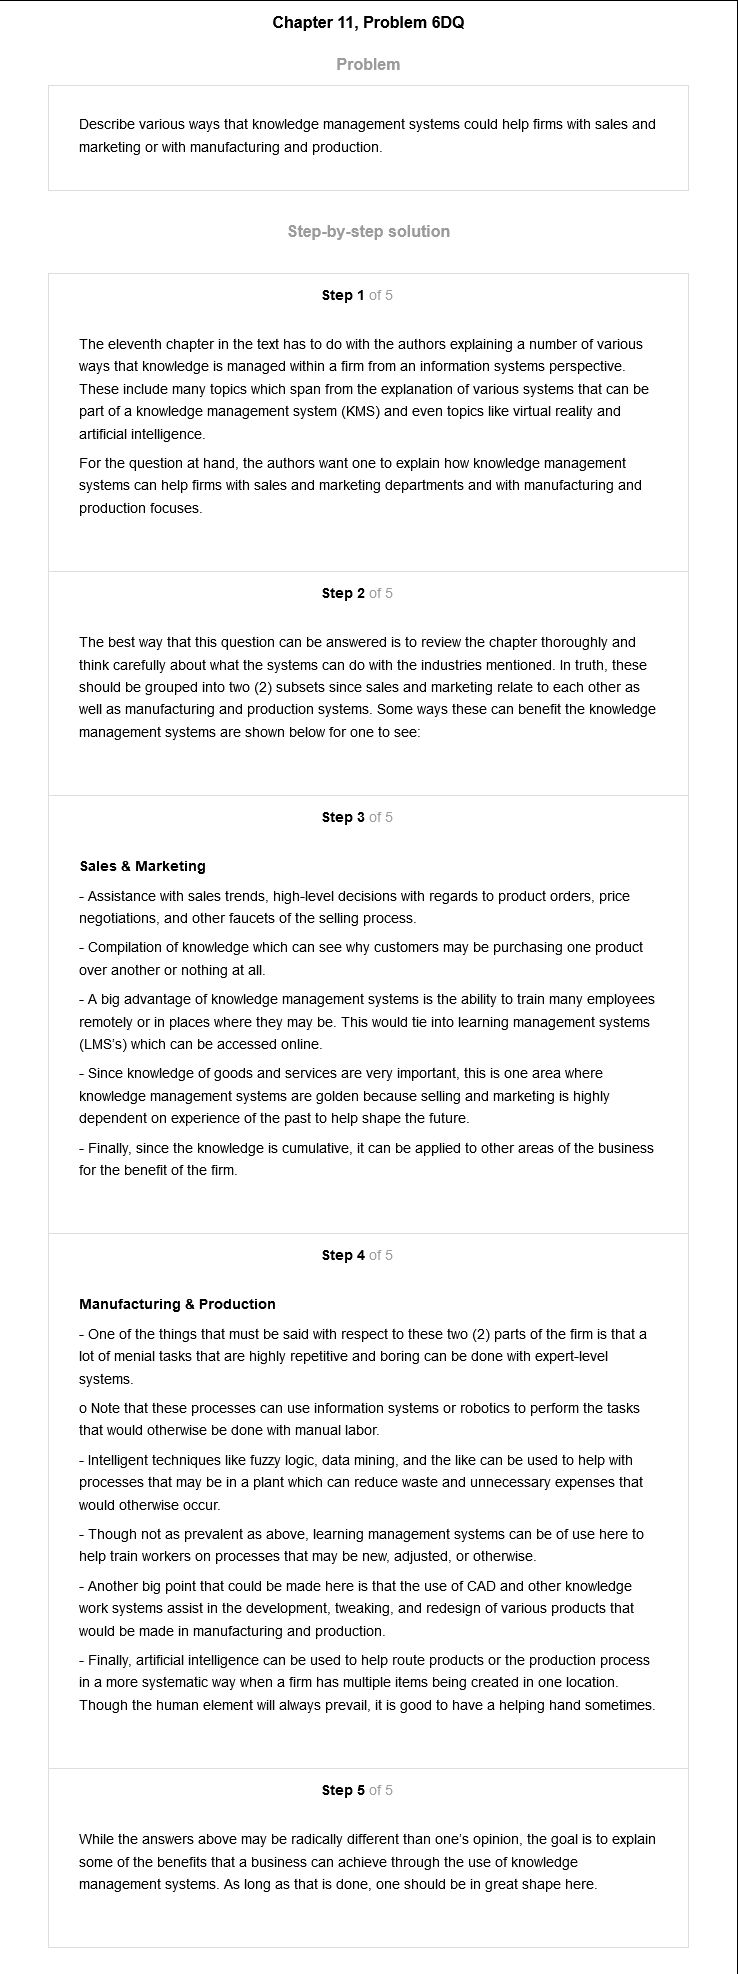 Chapter 11, Problem 6DQ
Problem
Describe various ways that knowledge management systems could help firms with sales and
marketing or with manufacturing and production.
Step-by-step solution
Step 1 of 5
The eleventh chapter in the text has to do with the authors explaining a number of various
ways that knowledge is managed within a firm from an information systems perspective.
These include many topics which span from the explanation of various systems that can be
part of a knowledge management system (KMS) and even topics like virtual reality and
artificial intelligence.
For the question at hand, the authors want one to explain how knowledge management
systems can help firms with sales and marketing departments and with manufacturing and
production focuses.
Step 2 of 5
The best way that this question can be answered is to review the chapter thoroughly and
think carefully about what the systems can do with the industries mentioned. In truth, these
should be grouped into two (2) subsets since sales and marketing relate to each other as
well as manufacturing and production systems. Some ways these can benefit the knowledge
management systems are shown below for one to see:
Step 3 of 5
Sales & Marketing
- Assistance with sales trends, high-level decisions with regards to product orders, price
negotiations, and other faucets of the selling process.
- Compilation of knowledge which can see why customers may be purchasing one product
over another or nothing at all.
- A big advantage of knowledge management systems is the ability to train many employees
remotely or in places where they may be. This would tie into learning management systems
(LMS's) which can be accessed online.
- Since knowledge of goods and services are very important, this is one area where
knowledge management systems are golden because selling and marketing is highly
dependent on experience of the past to help shape the future.
- Finally, since the knowledge is cumulative, it can be applied to other areas of the business
for the benefit of the firm.
Step 4 of 5
Manufacturing & Production
- One of the things that must be said with respect to these two (2) parts of the firm is that a
lot of menial tasks that are highly repetitive and boring can be done with expert-level
systems.
o Note that these processes can use information systems or robotics to perform the tasks
that would otherwise be done with manual labor.
- Intelligent techniques like fuzzy logic, data mining, and the like can be used to help with
processes that may be in a plant which can reduce waste and unnecessary expenses that
would otherwise occur.
- Though not as prevalent as above, learning management systems can be of use here to
help train workers on processes that may be new, adjusted, or otherwise.
- Another big point that could be made here is that the use of CAD and other knowledge
work systems assist in the development, tweaking, and redesign of various products that
would be made in manufacturing and production.
- Finally, artificial intelligence can be used to help route products or the production process
in a more systematic way when a firm has multiple items being created in one location.
Though the human element will always prevail, it is good to have a helping hand sometimes.
Step 5 of 5
While the answers above may be radically different than one's opinion, the goal is to explain
some of the benefits that a business can achieve through the use of knowledge
management systems. As long as that is done, one should be in great shape here.